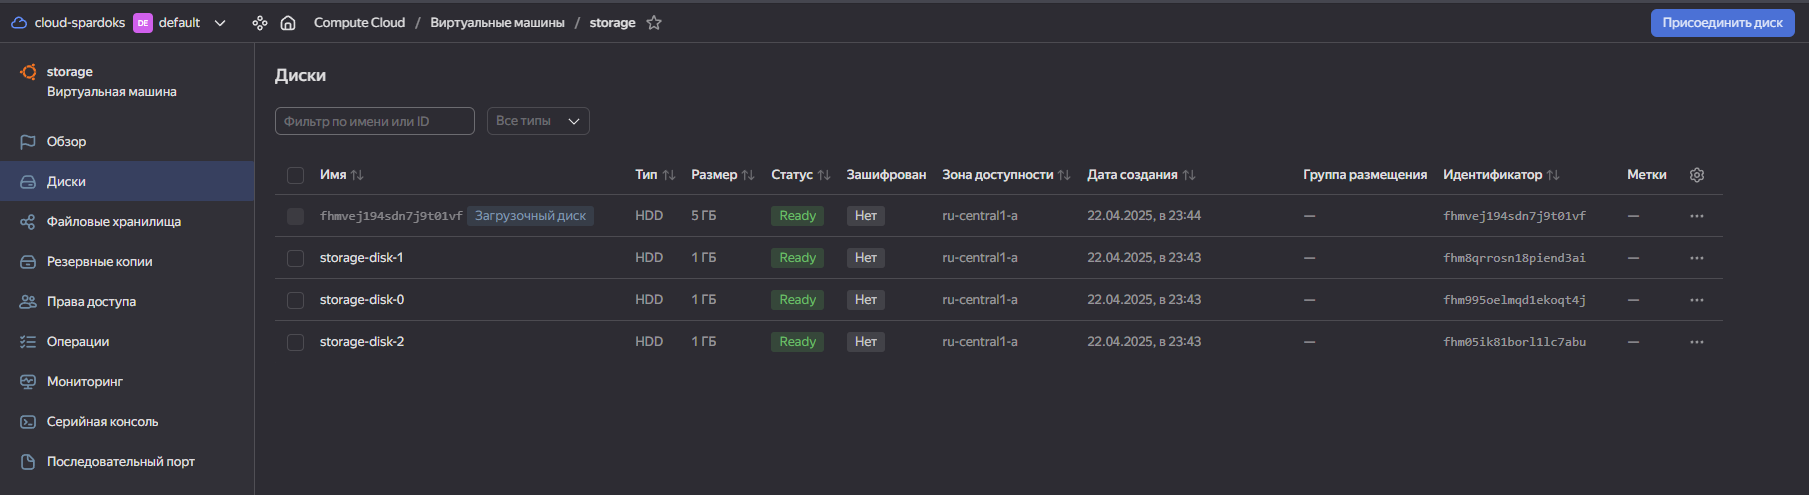 cloud-spardoks DE default Compute Cloud / Виртуальные машины / storage Присоединить диск
storage
Виртуальная машина
Обзор
Диски
Файловые хранилища
Резервные копии
Права доступа
Операции
Мониторинг
Серийная консоль
Последовательный порт
Диски
Фильтр по имени или ID Все типы
Имя Тип Размер Статус Зашифрован Зона доступности Дата создания Группа размещения Идентификатор Метки
fhmvej194sdn7j9t01vf Загрузочный диск HDD 5 ГБ Ready Нет ru-central1-a 22.04.2025, в 23:44 — fhmvej194sdn7j9t01vf —
storage-disk-1 HDD 1 ГБ Ready Нет ru-central1-a 22.04.2025, в 23:43 — fhm8qrrosn18piend3ai —
storage-disk-0 HDD 1 ГБ Ready Нет ru-central1-a 22.04.2025, в 23:43 — fhm995oelmqd1ekoqt4j —
storage-disk-2 HDD 1 ГБ Ready Нет ru-central1-a 22.04.2025, в 23:43 — fhm05ik81borl1lc7abu —